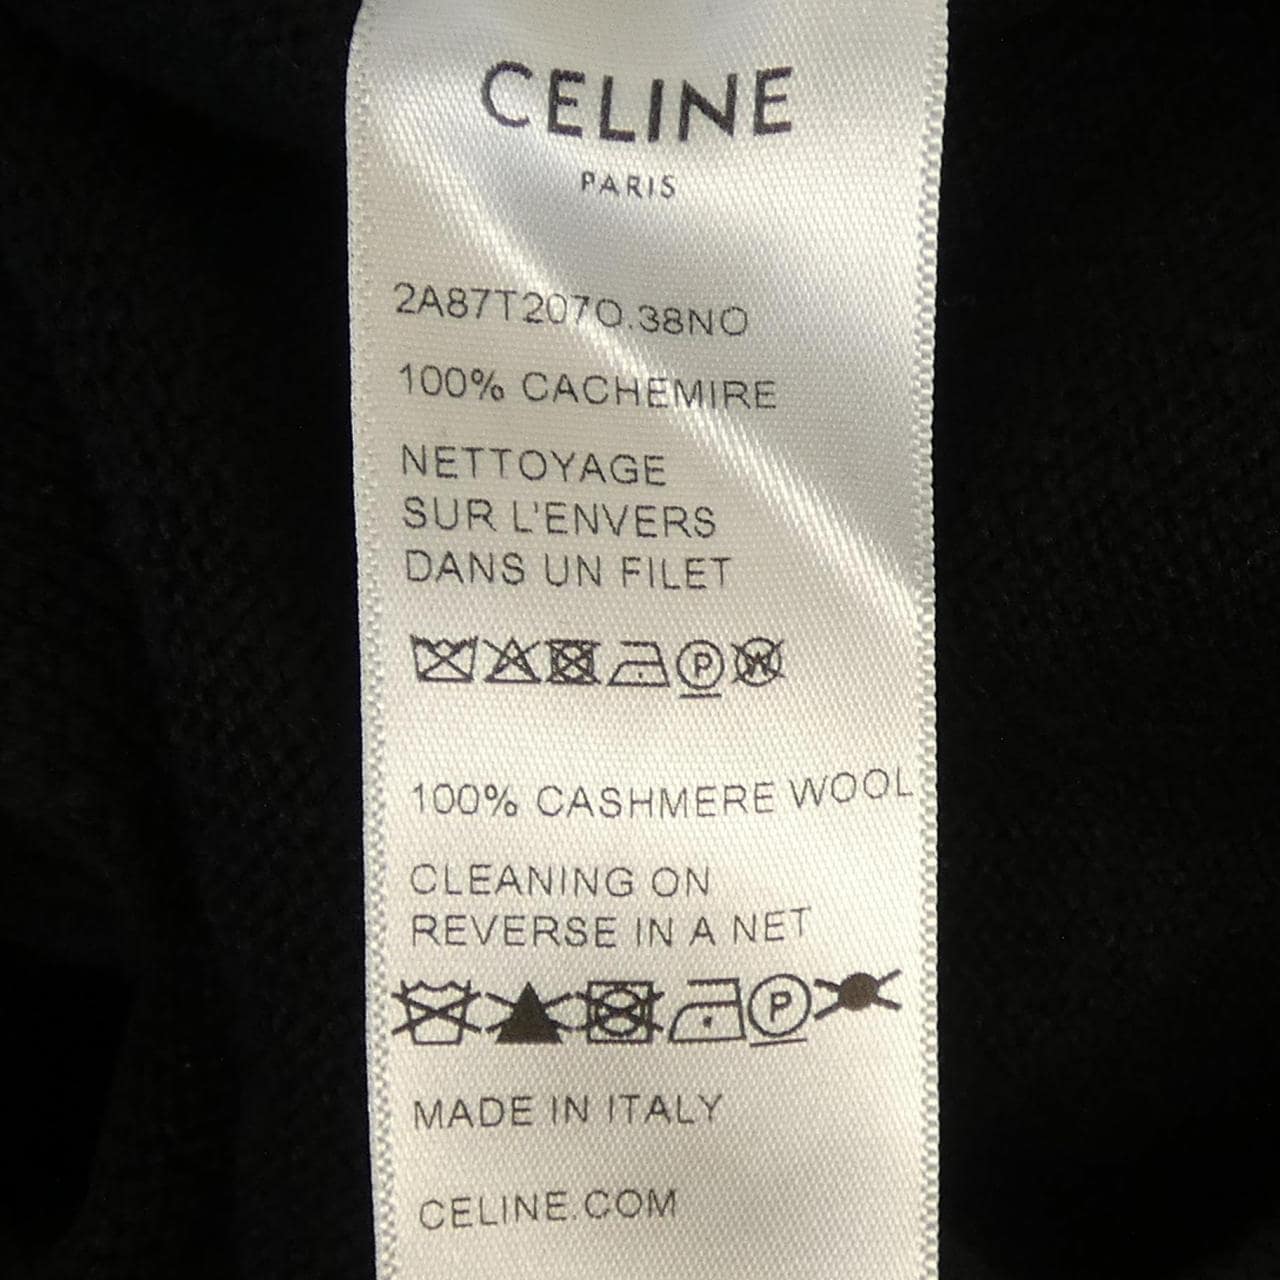 CELINE
PARIS
2A87T207O.38NO
100% CACHEMIRE
NETTOYAGE
SUR L'ENVERS
DANS UN FILET
P W
100% CASHMERE WOOL
CLEANING ON
REVERSE IN A NET
P
MADE IN ITALY
CELINE.COM